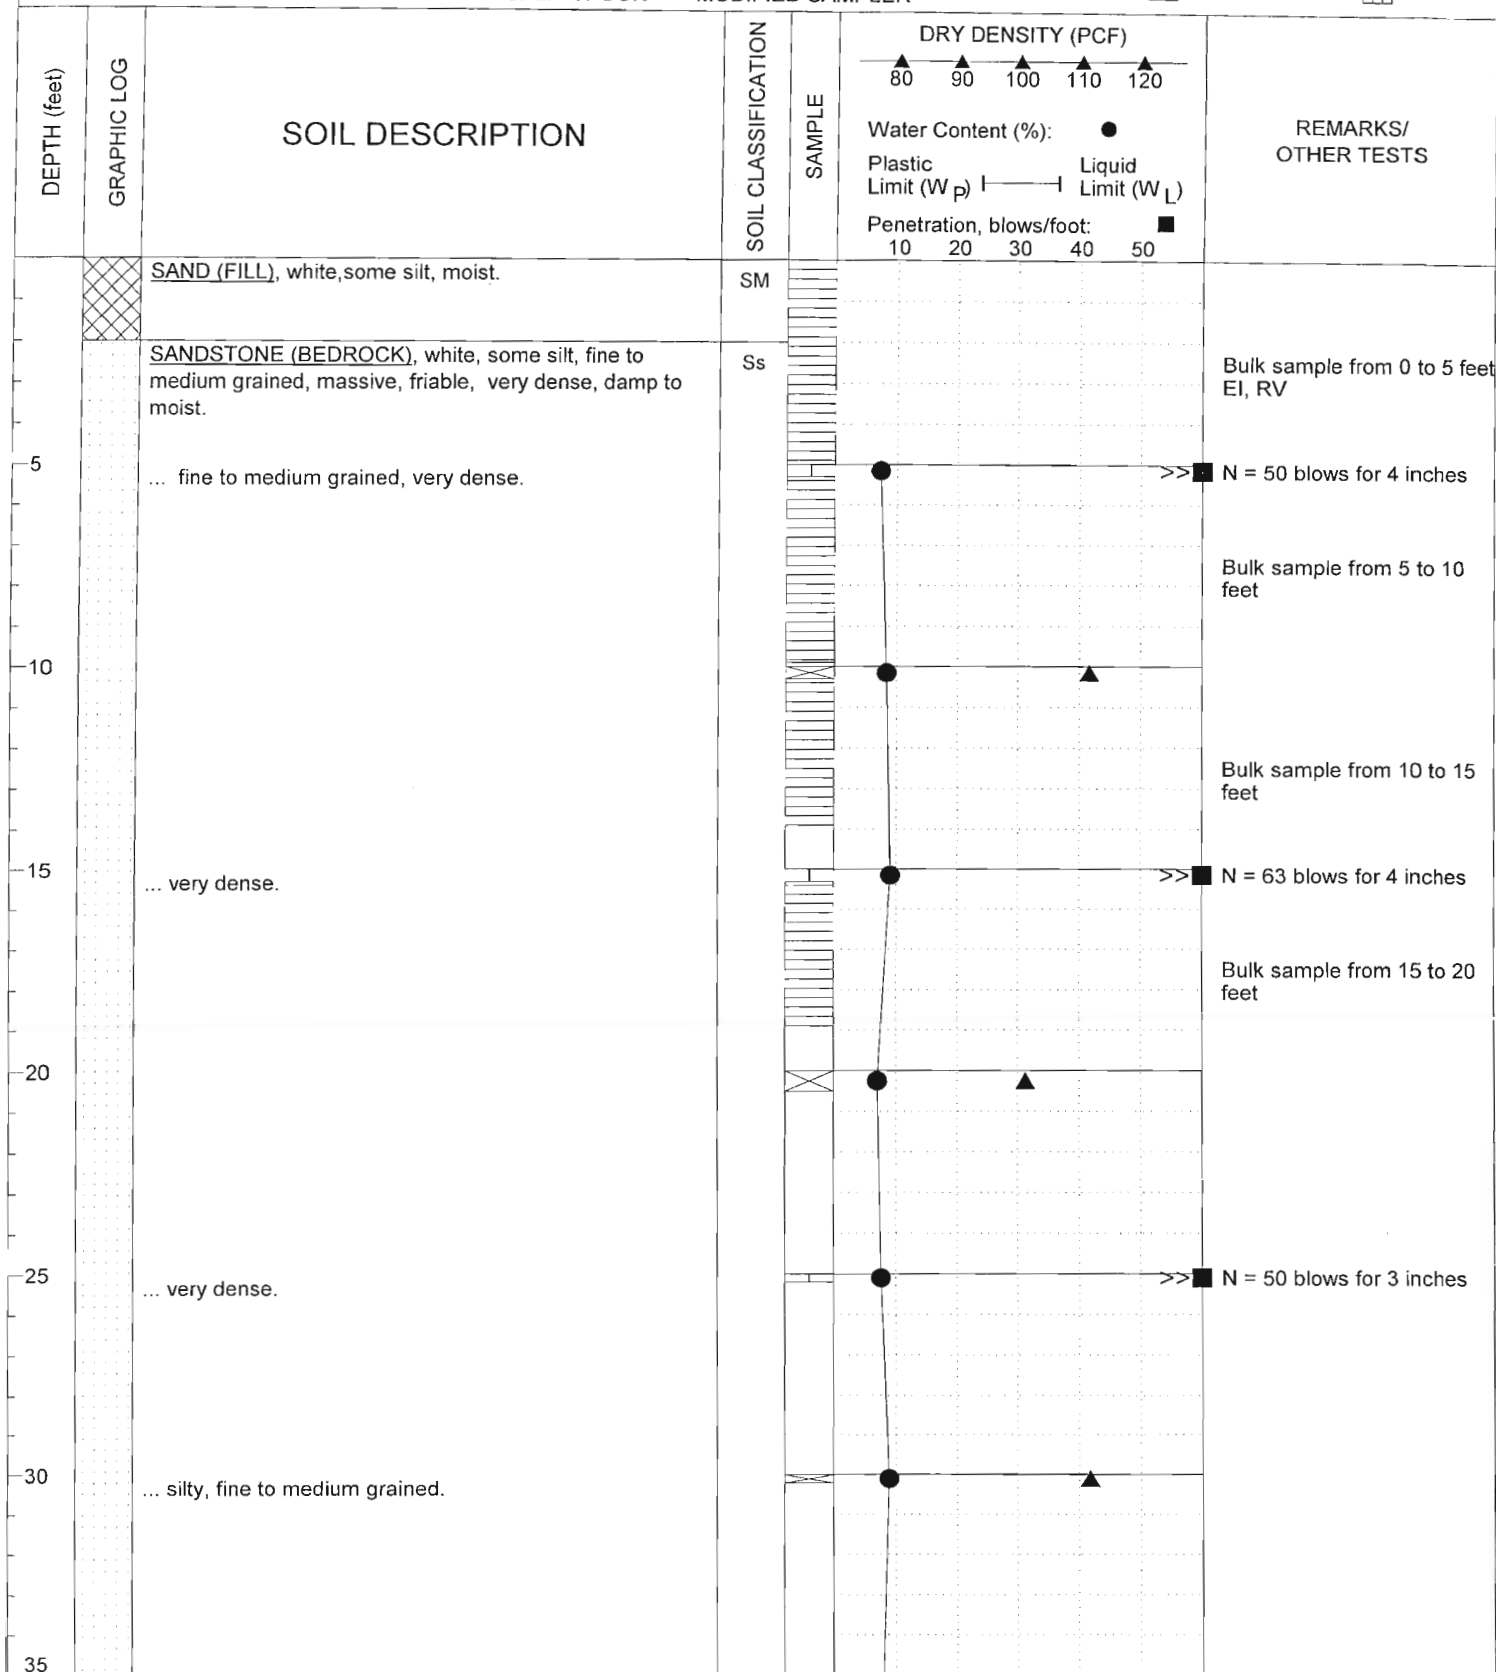 MODIFIED SAMPLER
DEPTH (feet)
GRAPHIC LOG
SOIL DESCRIPTION
SOIL CLASSIFICATION
SAMPLE
DRY DENSITY (PCF)
80 90 100 110 120
Water Content (%):
Plastic Limit (WP)
Liquid Limit (WL)
Penetration, blows/foot:
10 20 30 40 50
REMARKS/
OTHER TESTS
SAND (FILL), white,some silt, moist.
SM
SANDSTONE (BEDROCK), white, some silt, fine to
medium grained, massive, friable, very dense, damp to
moist.
Ss
Bulk sample from 0 to 5 feet
EI, RV
5
... fine to medium grained, very dense.
>> N = 50 blows for 4 inches
Bulk sample from 5 to 10
feet
10
Bulk sample from 10 to 15
feet
15
... very dense.
>> N = 63 blows for 4 inches
Bulk sample from 15 to 20
feet
20
25
... very dense.
>> N = 50 blows for 3 inches
30
... silty, fine to medium grained.
35